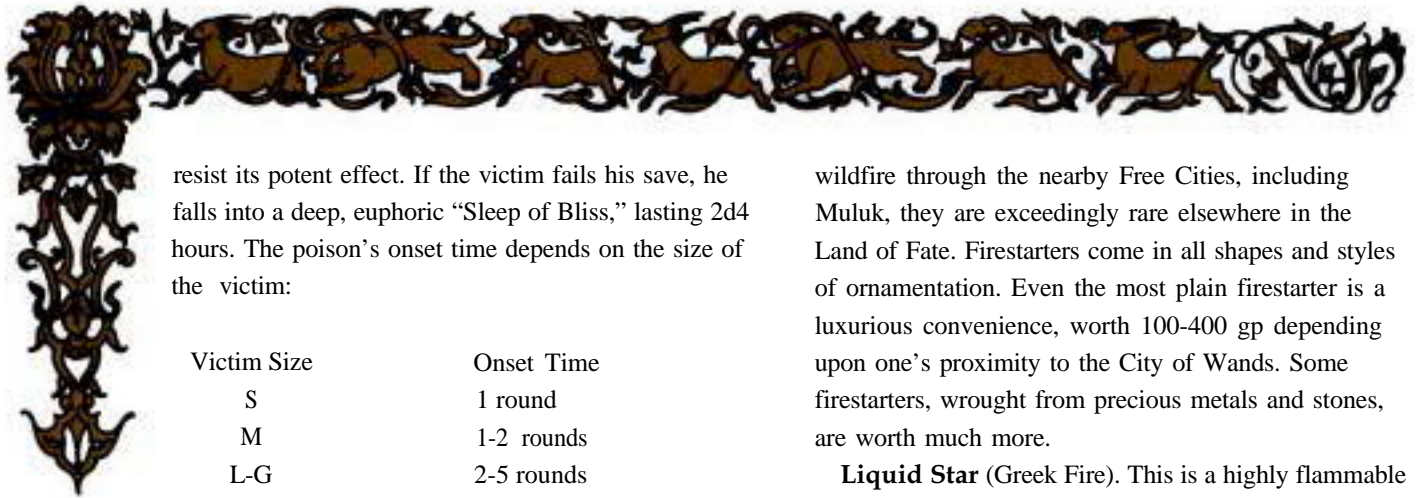 resist its potent effect. If the victim fails his save, he
falls into a deep, euphoric “Sleep of Bliss,” lasting 2d4
hours. The poison’s onset time depends on the size of
the victim:
Victim Size Onset Time
S 1 round
M 1-2 rounds
L-G 2-5 rounds
wildfire through the nearby Free Cities, including
Muluk, they are exceedingly rare elsewhere in the
Land of Fate. Firestarters come in all shapes and styles
of ornamentation. Even the most plain firestarter is a
luxurious convenience, worth 100-400 gp depending
upon one’s proximity to the City of Wands. Some
firestarters, wrought from precious metals and stones,
are worth much more.
Liquid Star (Greek Fire). This is a highly flammable